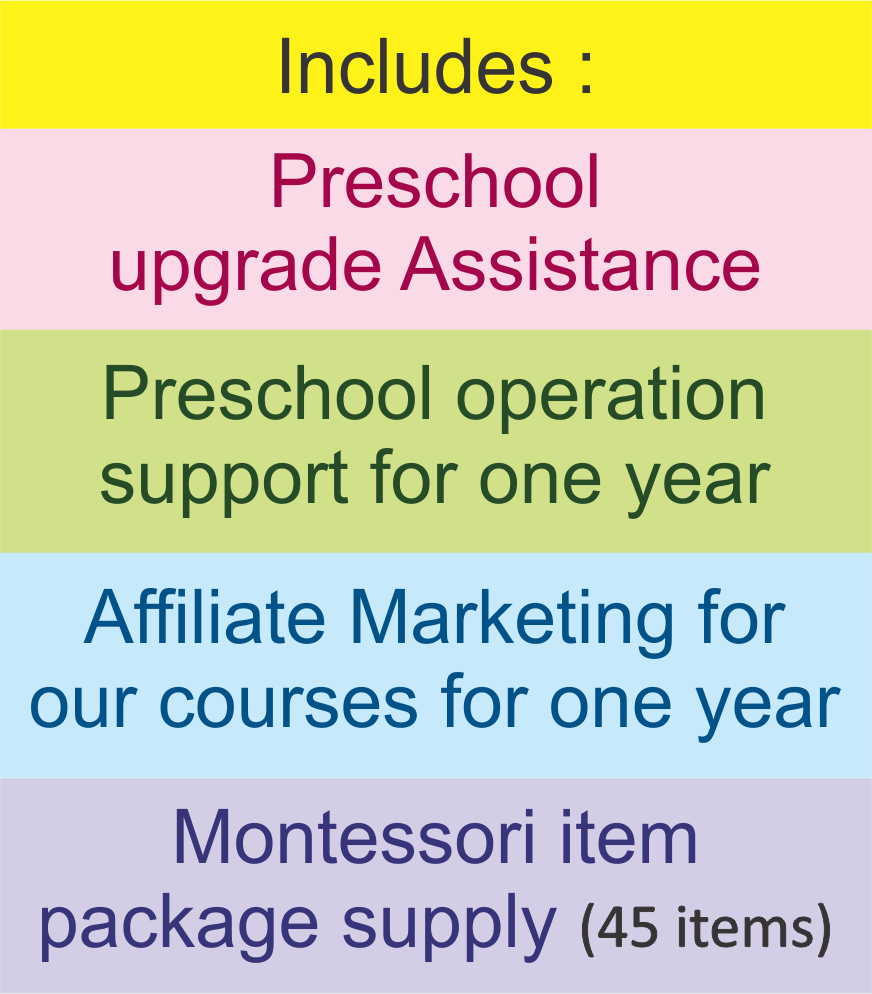 Includes :
Preschool
upgrade Assistance
Preschool operation
support for one year
Affiliate Marketing for
our courses for one year
Montessori item
package supply (45 items)